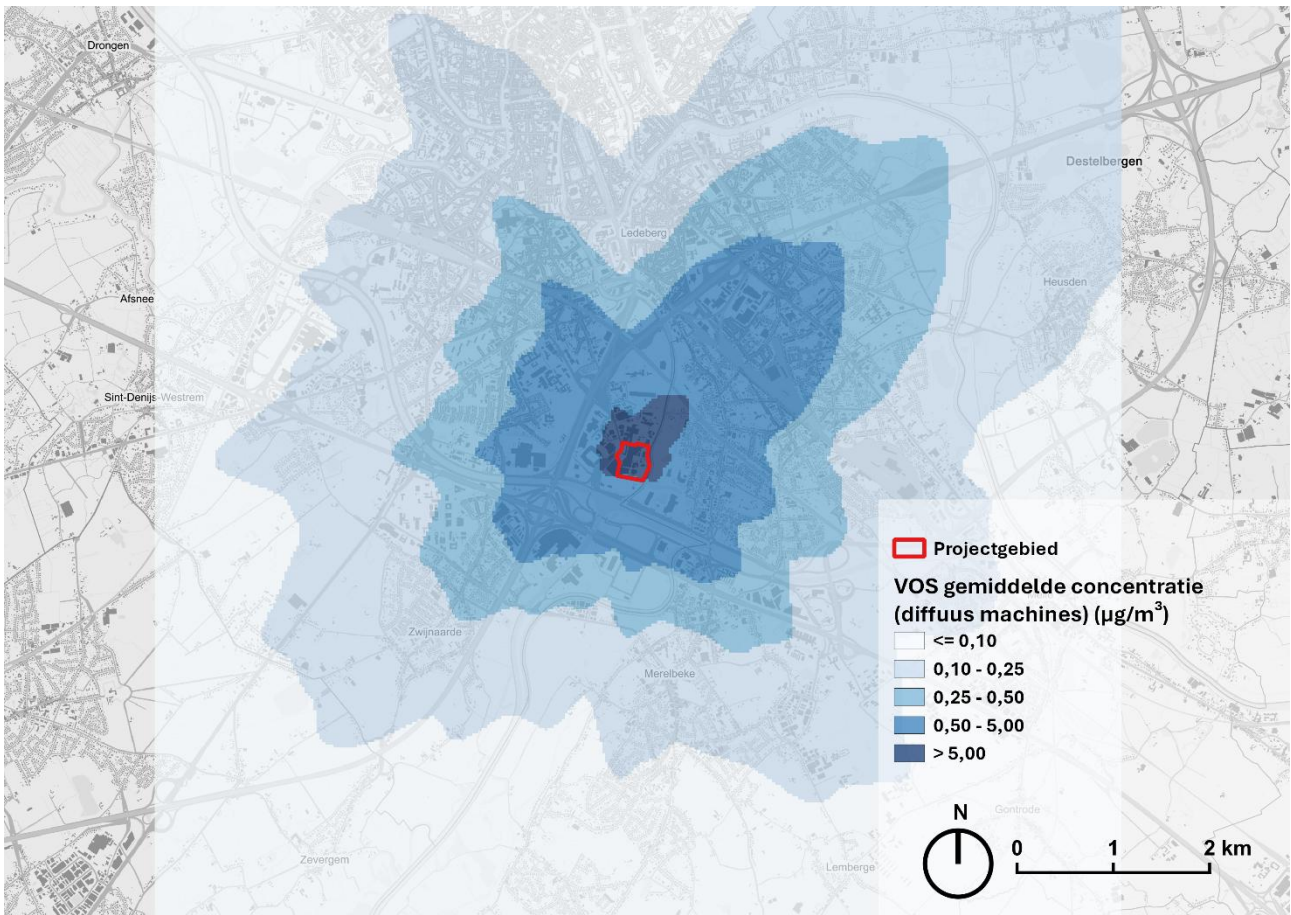 Drongen
Destelbergen
Ledeberg
Heusden
Afsnee
Sint-Denijs-Westrem
Projectgebied
VOS gemiddelde concentratie
(diffuus machines) (µg/m³)
<= 0,10
0,10 - 0,25
0,25 - 0,50
0,50 - 5,00
> 5,00
Zwijnaarde
Merelbeke
N
0 1 2 km
Gontrode
Zevergem
Lemberge